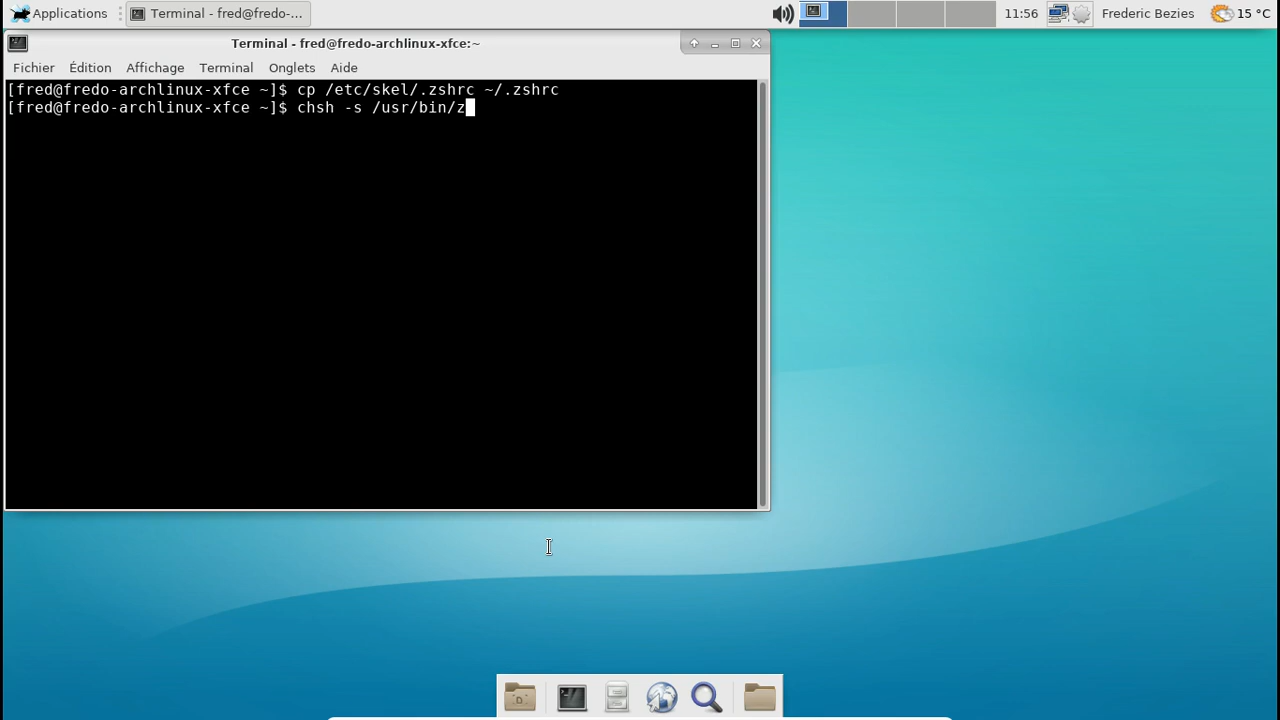 Applications
Terminal - fred@fredo-...
11:56
Frederic Bezies
15 °C
Terminal - fred@fredo-archlinux-xfce:~
Fichier Édition Affichage Terminal Onglets Aide
[fred@fredo-archlinux-xfce ~]$ cp /etc/skel/.zshrc ~/.zshrc
[fred@fredo-archlinux-xfce ~]$ chsh -s /usr/bin/z
D